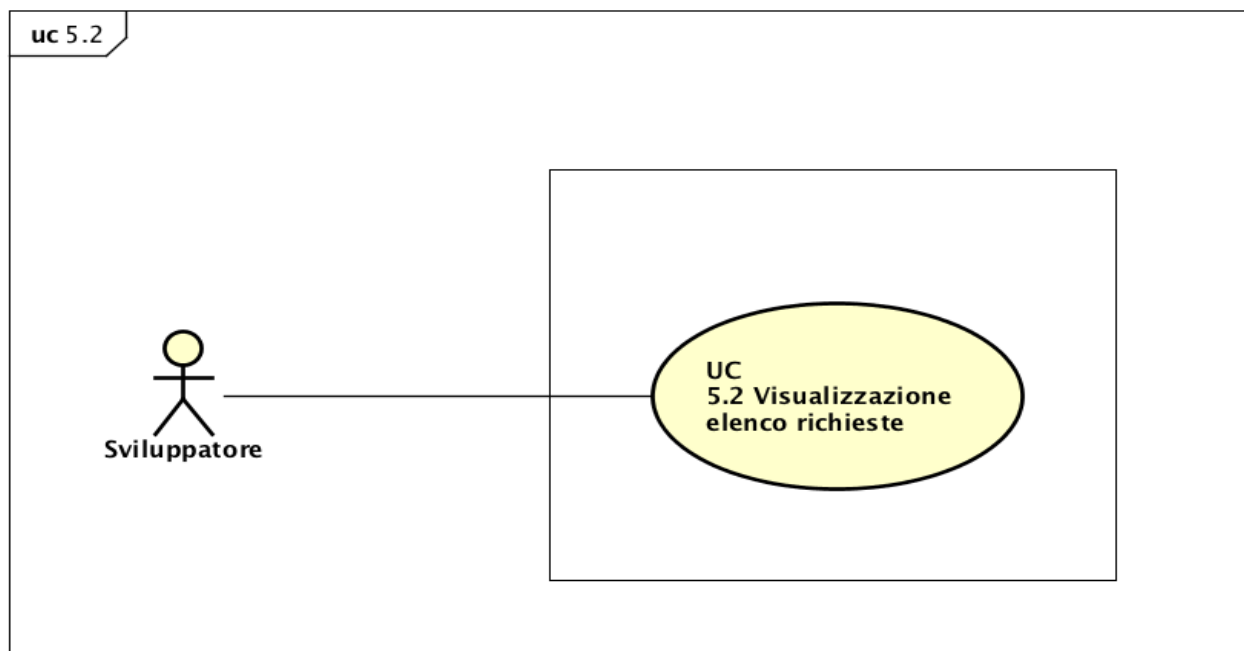 uc 5.2
UC
5.2 Visualizzazione
elenco richieste
Sviluppatore